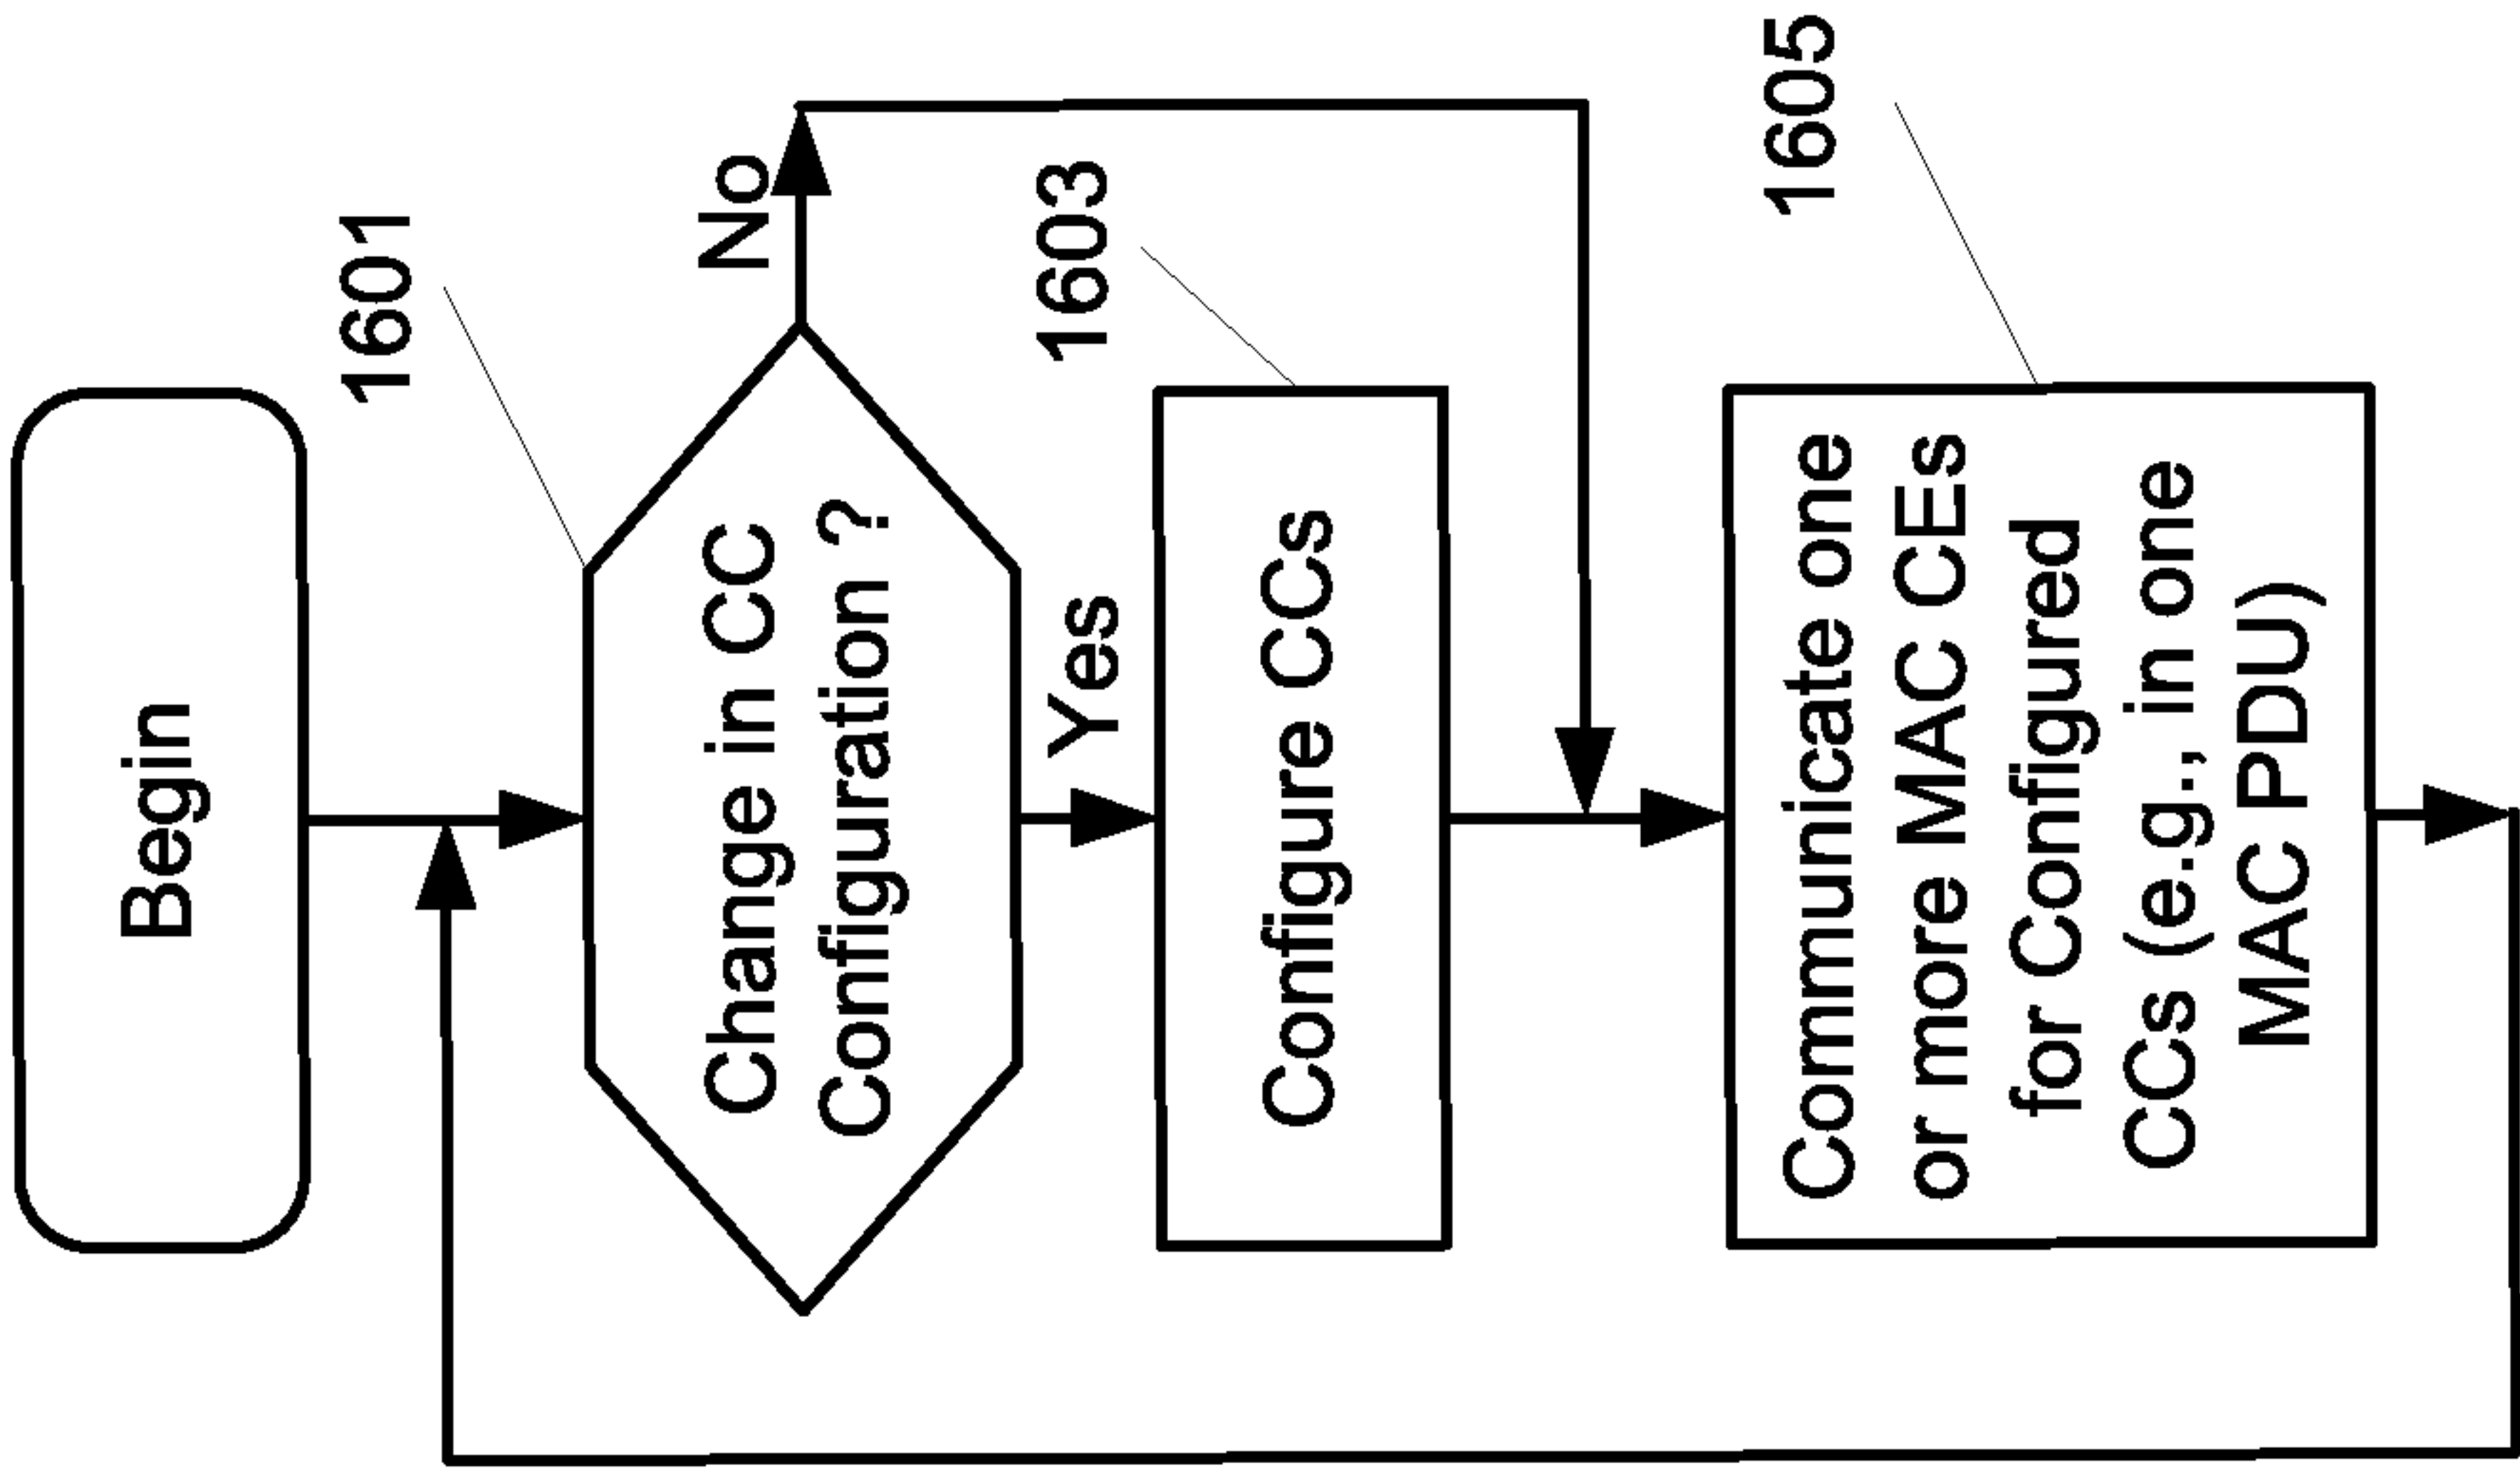 Begin
1601
Change in CC
Configuration ?
No
Yes
1603
Configure CCs
1605
Communicate one
or more MAC CEs
for Configured
CCs (e.g., in one
MAC PDU)